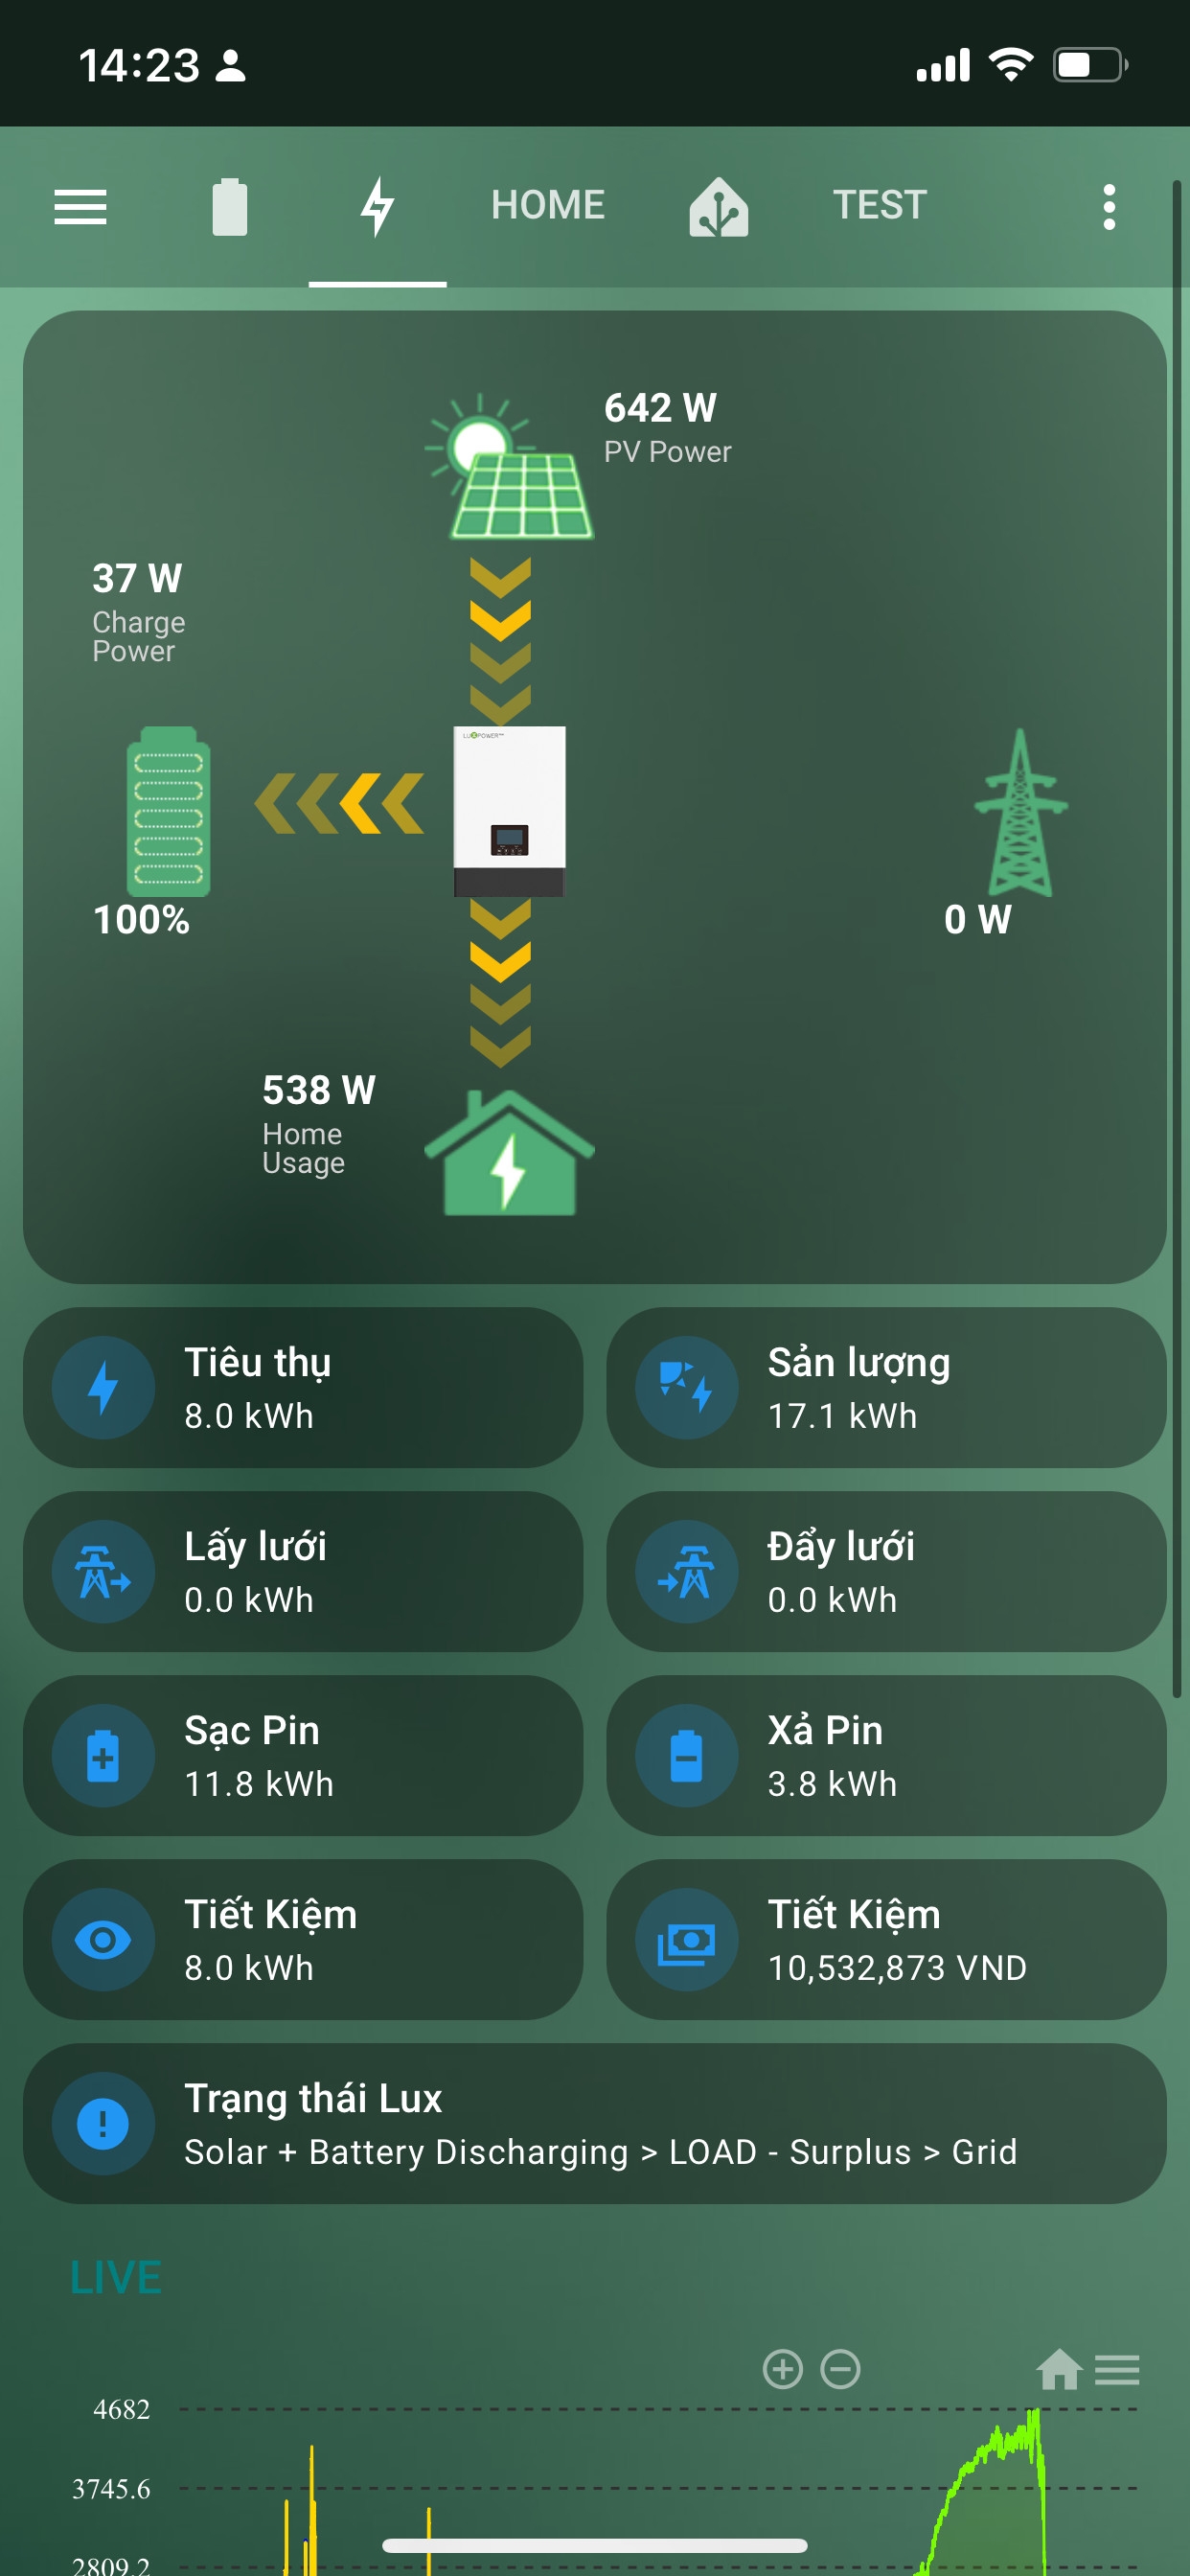 14:23
HOME
TEST
642 W
PV Power
37 W
Charge
Power
LUXPOWER™
100%
0 W
538 W
Home
Usage
Tiêu thụ
8.0 kWh
Sản lượng
17.1 kWh
Lấy lưới
0.0 kWh
Đẩy lưới
0.0 kWh
Sạc Pin
11.8 kWh
Xả Pin
3.8 kWh
Tiết Kiệm
8.0 kWh
Tiết Kiệm
10,532,873 VND
Trạng thái Lux
Solar + Battery Discharging > LOAD - Surplus > Grid
LIVE
4682
3745.6
2809.2